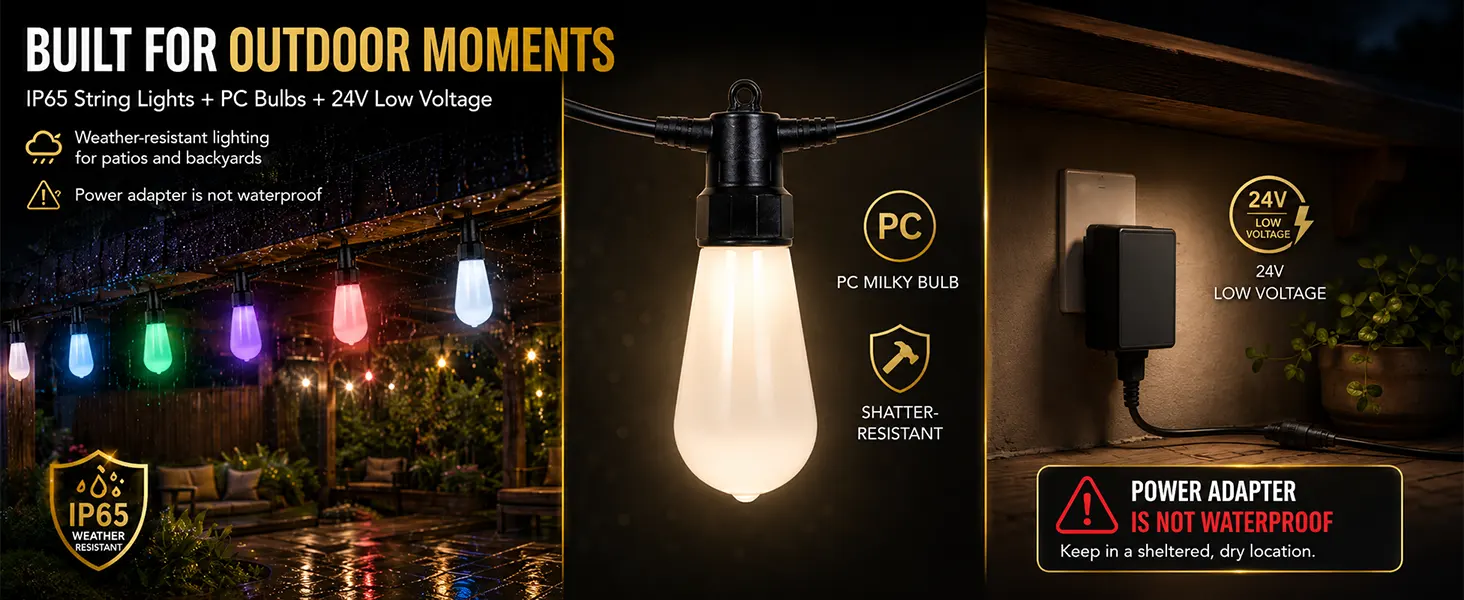 BUILT FOR OUTDOOR MOMENTS
IP65 String Lights + PC Bulbs + 24V Low Voltage
Weather-resistant lighting
for patios and backyards
Power adapter is not waterproof
IP65
WEATHER
RESISTANT
PC
PC MILKY BULB
SHATTER-
RESISTANT
24V
LOW
VOLTAGE
24V
LOW VOLTAGE
POWER ADAPTER
IS NOT WATERPROOF
Keep in a sheltered, dry location.